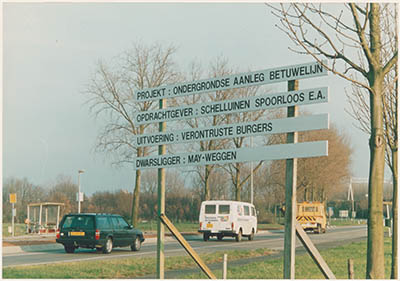 PROJEKT : ONDERGRONDSE AANLEG BETUWELIJN
OPDRACHTGEVER : SCHELLUINEN SPOORLOOS E.A.
UITVOERING : VERONTRUSTE BURGERS
DWARSLIGGER : MAY-WEGGEN